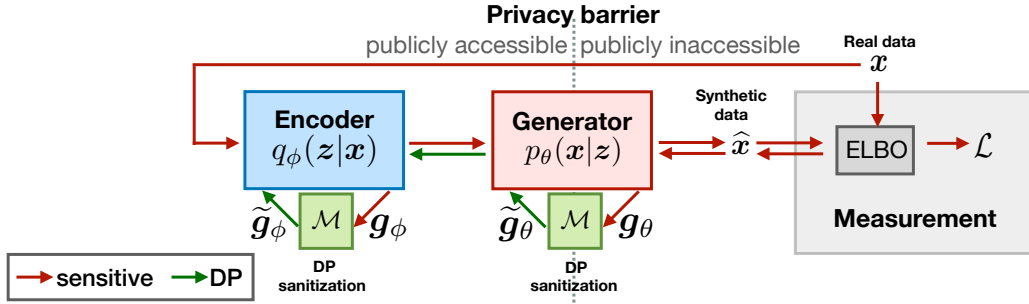 Privacy barrier
publicly accessible publicly inaccessible
Real data
x
Encoder
qϕ(z|x)
Generator
pθ(x|z)
Synthetic
data
x̂
ELBO
ℒ
Measurement
g̃ϕ
ℳ
gϕ
DP
sanitization
g̃θ
ℳ
gθ
DP
sanitization
sensitive DP